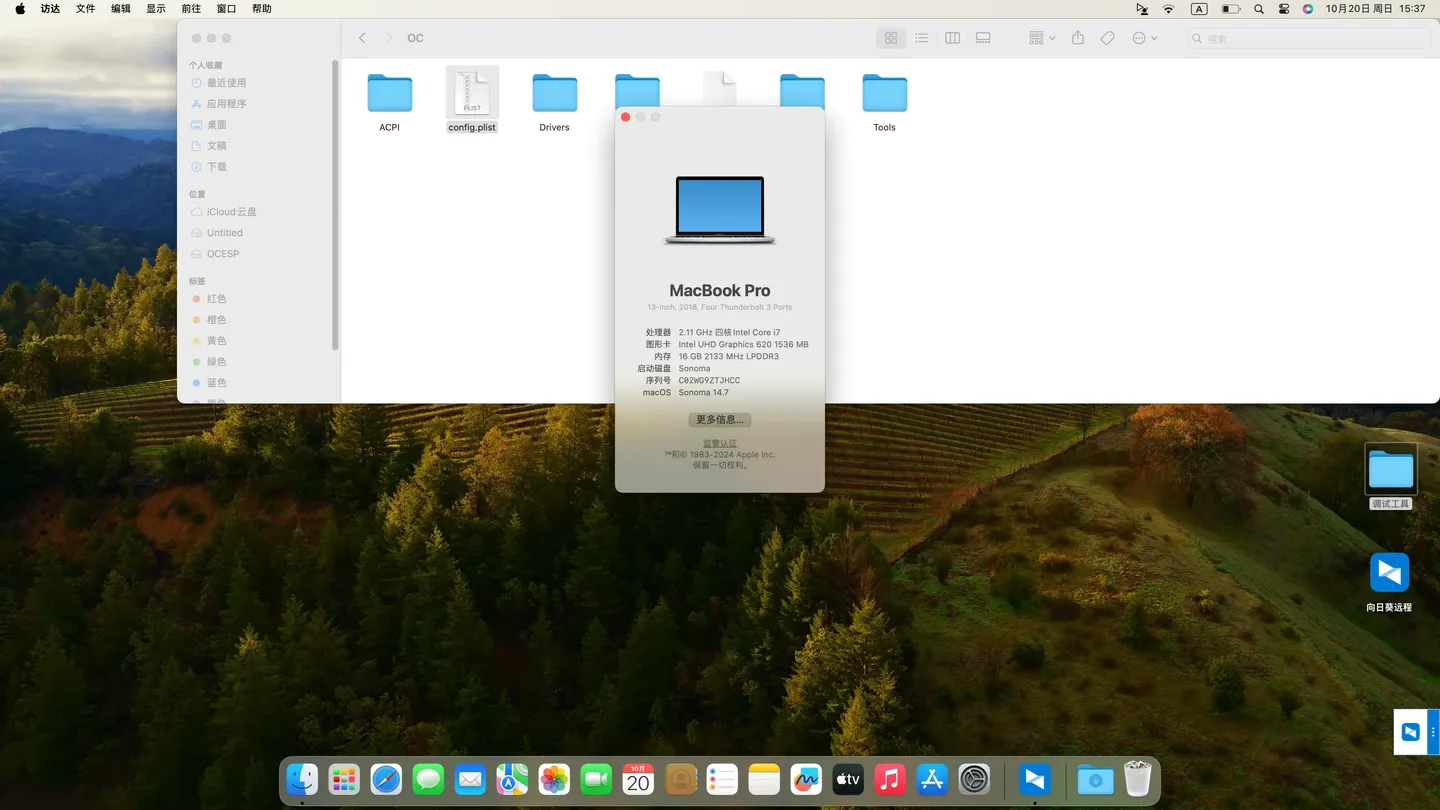 访达 文件 编辑 显示 前往 窗口 帮助
A 10月20日 周日 15:37
OC
搜索
个人收藏
最近使用
应用程序
桌面
文稿
下载
位置
iCloud云盘
Untitled
OCESP
标签
红色
橙色
黄色
绿色
蓝色
PLIST
ACPI config.plist Drivers Tools
MacBook Pro
13-inch, 2018, Four Thunderbolt 3 Ports
处理器 2.11 GHz 四核Intel Core i7
图形卡 Intel UHD Graphics 620 1536 MB
内存 16 GB 2133 MHz LPDDR3
启动磁盘 Sonoma
序列号 C02WG9ZTJHCC
macOS Sonoma 14.7
更多信息...
监管认证
™和© 1983-2024 Apple Inc.
保留一切权利。
调试工具
向日葵远程
10月
20
tv